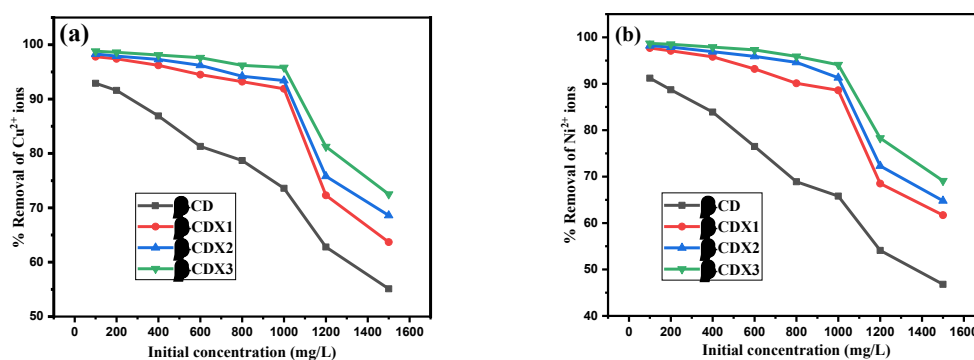 (a)
% Removal of Cu²⁺ ions
100
90
80
70
60
50
β-CD
β-CDX1
β-CDX2
β-CDX3
0 200 400 600 800 1000 1200 1400 1600
Initial concentration (mg/L)
(b)
% Removal of Ni²⁺ ions
100
90
80
70
60
50
40
β-CD
β-CDX1
β-CDX2
β-CDX3
0 200 400 600 800 1000 1200 1400 1600
Initial concentration (mg/L)